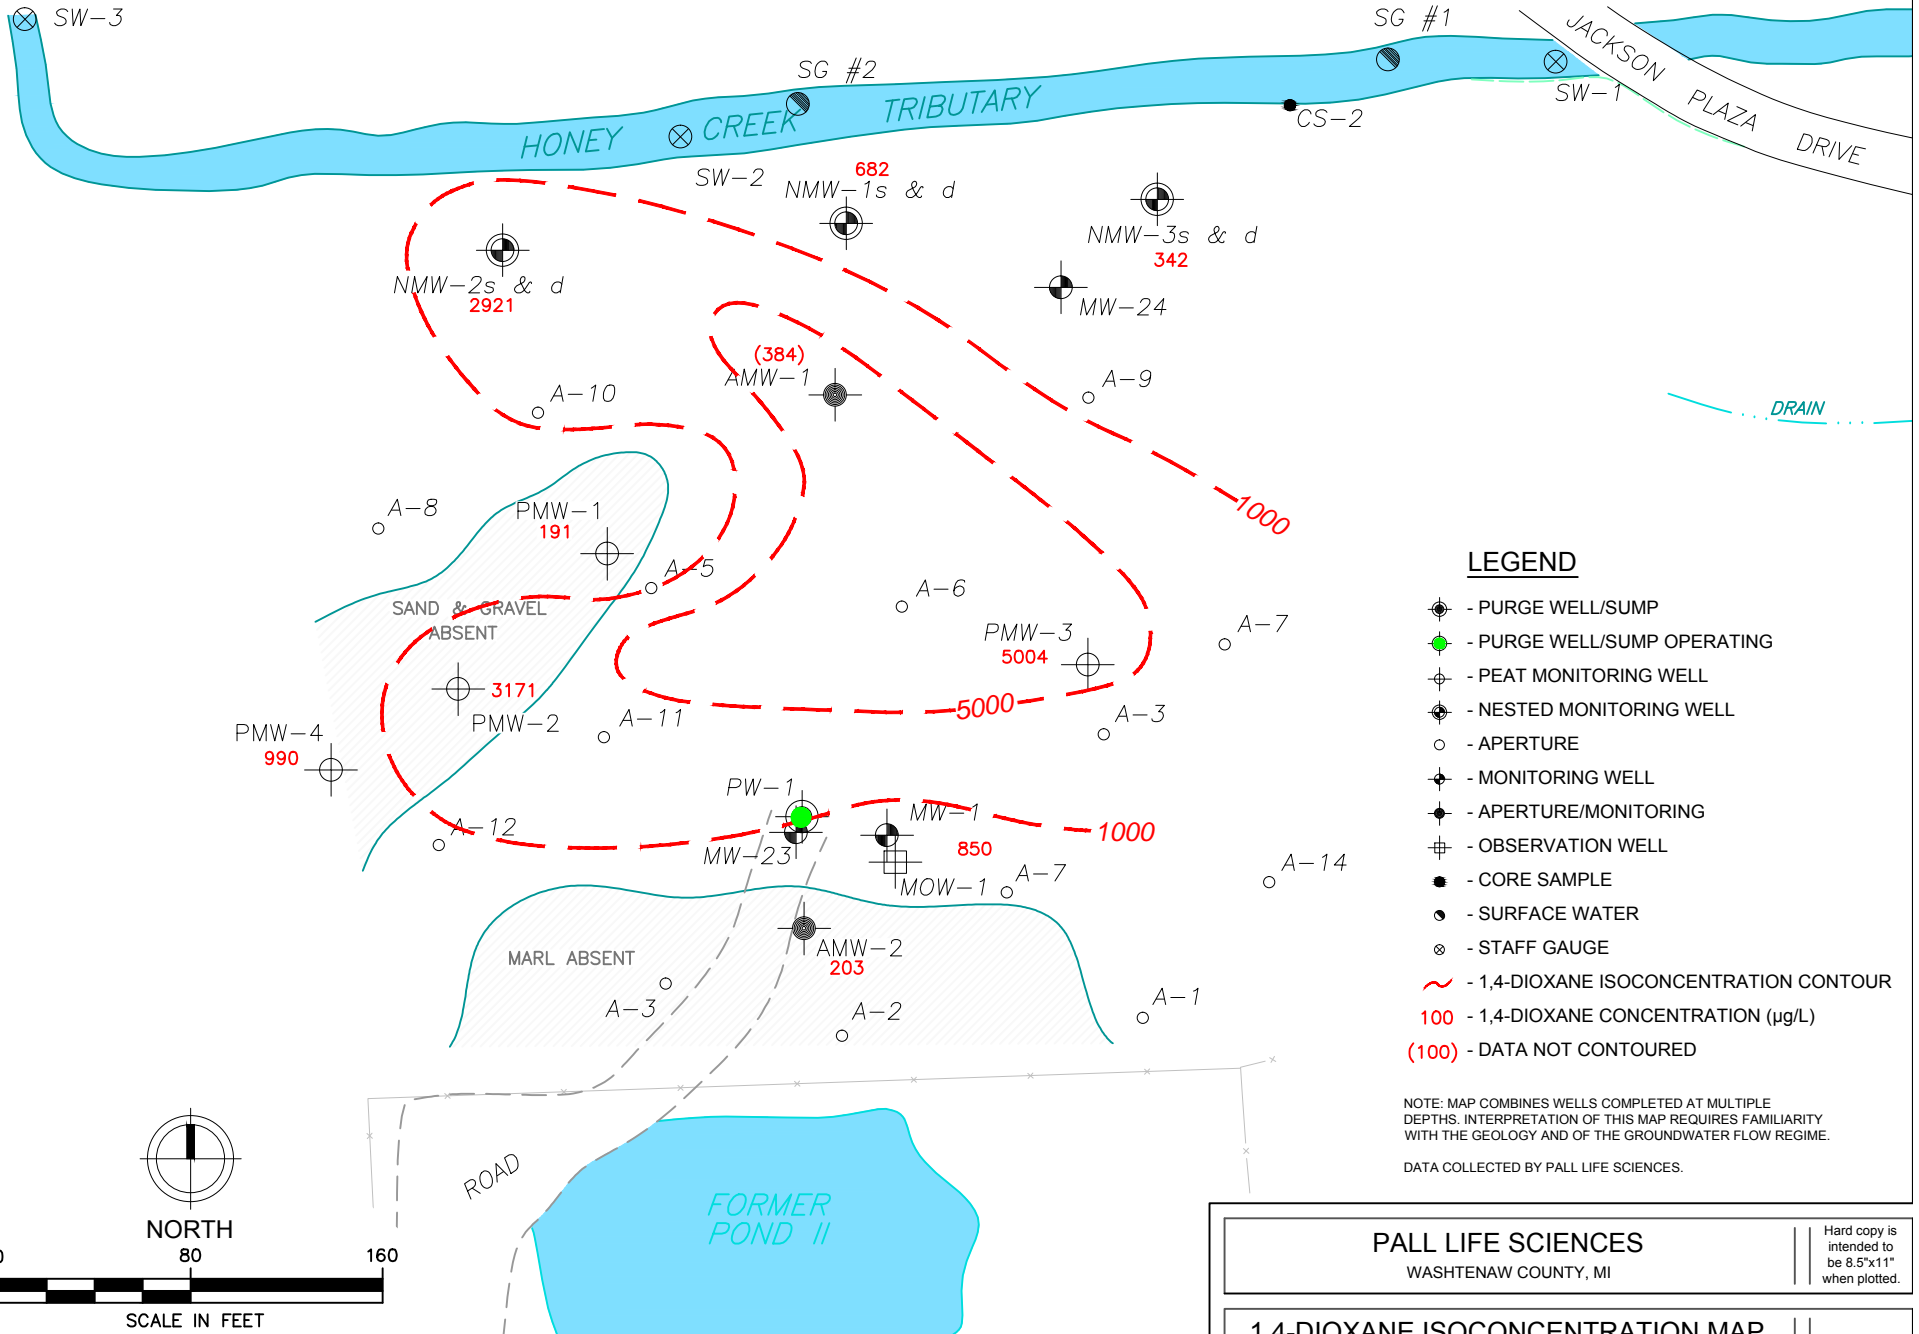 SW-3
SG #2
SG #1
JACKSON PLAZA DRIVE
SW-1
CS-2
HONEY CREEK TRIBUTARY
SW-2
682
NMW-1s & d
NMW-3s & d
342
NMW-2s & d
2921
MW-24
(384)
AMW-1
A-10
A-9
DRAIN
A-8
PMW-1
191
1000
A-5
A-6
SAND & GRAVEL
ABSENT
PMW-3
5004
A-7
3171
PMW-2
5000
A-11
A-3
PMW-4
990
PW-1
MW-1
1000
A-12
MW-23
850
MOW-1
A-7
A-14
AMW-2
203
MARL ABSENT
A-3
A-2
A-1
ROAD
FORMER
POND II
NORTH
0 80 160
SCALE IN FEET
LEGEND
- PURGE WELL/SUMP
- PURGE WELL/SUMP OPERATING
- PEAT MONITORING WELL
- NESTED MONITORING WELL
- APERTURE
- MONITORING WELL
- APERTURE/MONITORING
- OBSERVATION WELL
- CORE SAMPLE
- SURFACE WATER
- STAFF GAUGE
- 1,4-DIOXANE ISOCONCENTRATION CONTOUR
100 - 1,4-DIOXANE CONCENTRATION (µg/L)
(100) - DATA NOT CONTOURED
NOTE: MAP COMBINES WELLS COMPLETED AT MULTIPLE
DEPTHS. INTERPRETATION OF THIS MAP REQUIRES FAMILIARITY
WITH THE GEOLOGY AND OF THE GROUNDWATER FLOW REGIME.
DATA COLLECTED BY PALL LIFE SCIENCES.
PALL LIFE SCIENCES
WASHTENAW COUNTY, MI
Hard copy is
intended to
be 8.5"x11"
when plotted.
1,4-DIOXANE ISOCONCENTRATION MAP